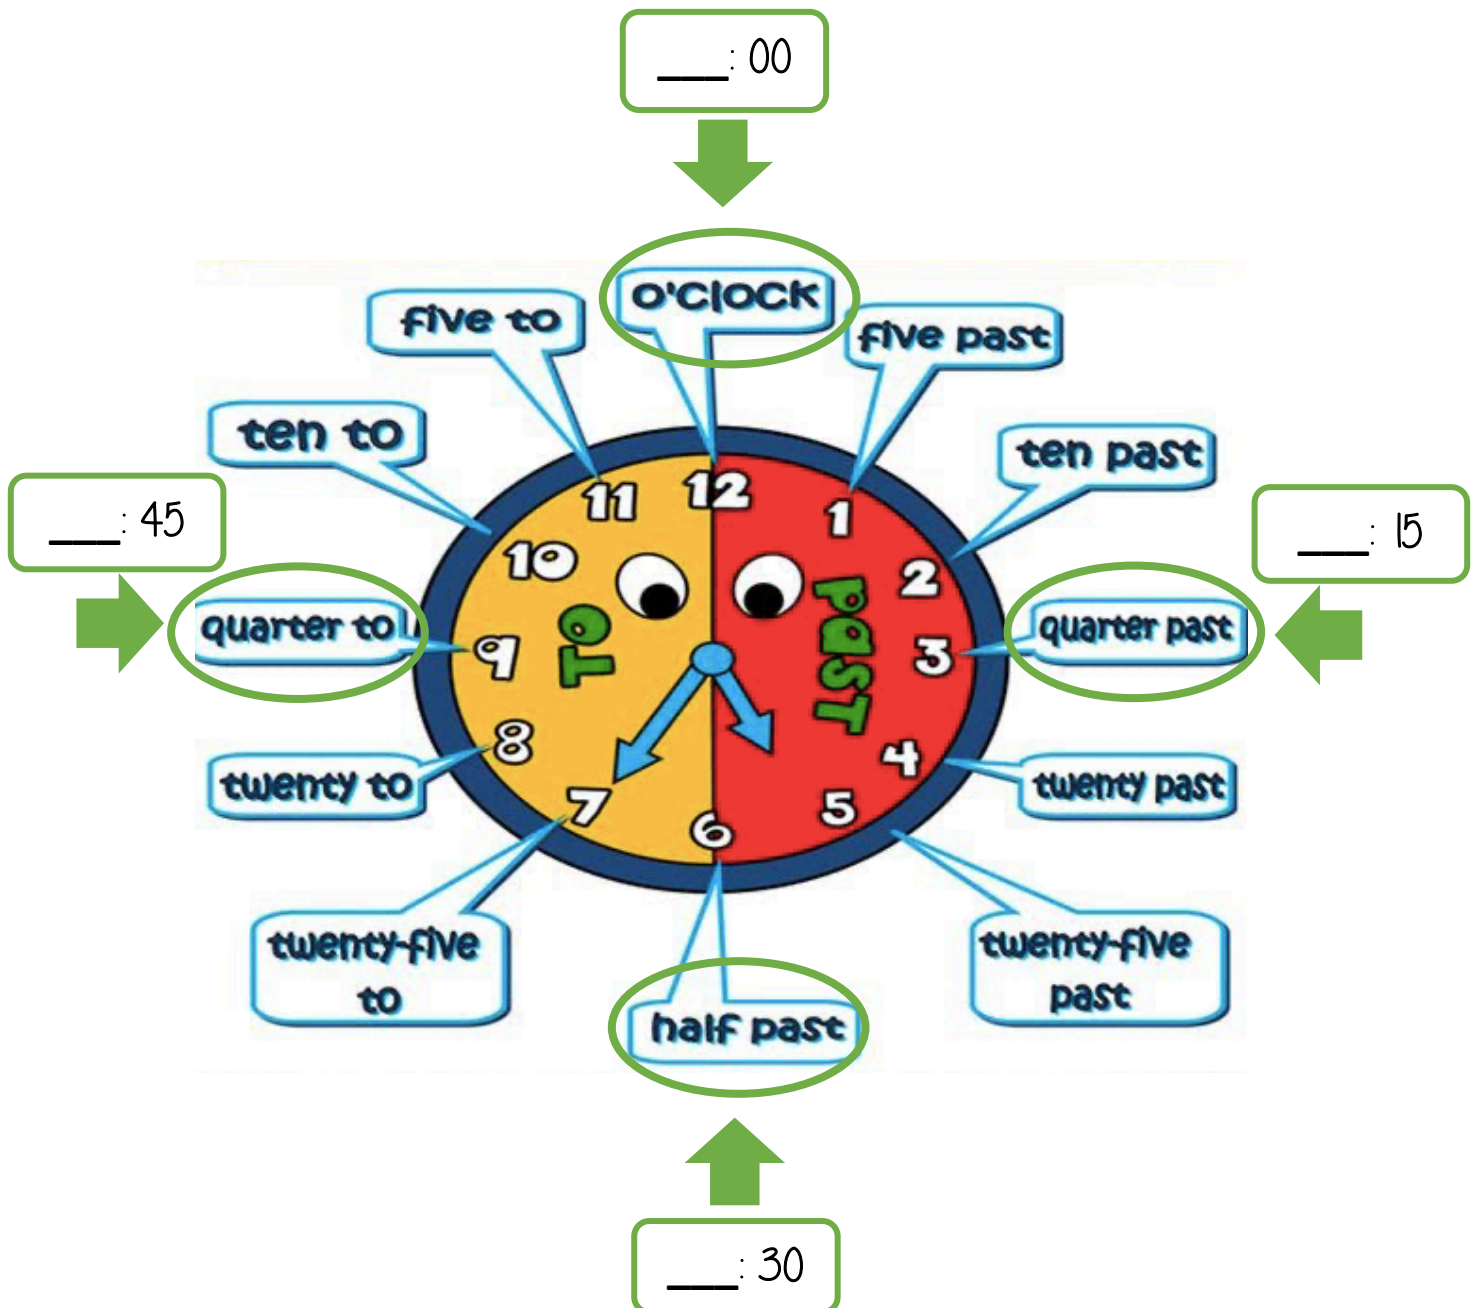 ___: 00
o'clock
five to
five past
ten to
ten past
___: 45
___: 15
11
12
1
10
2
quarter to
quarter past
TO
PAST
9
3
8
4
twenty to
twenty past
7
5
6
twenty-five
to
twenty-five
past
half past
___: 30